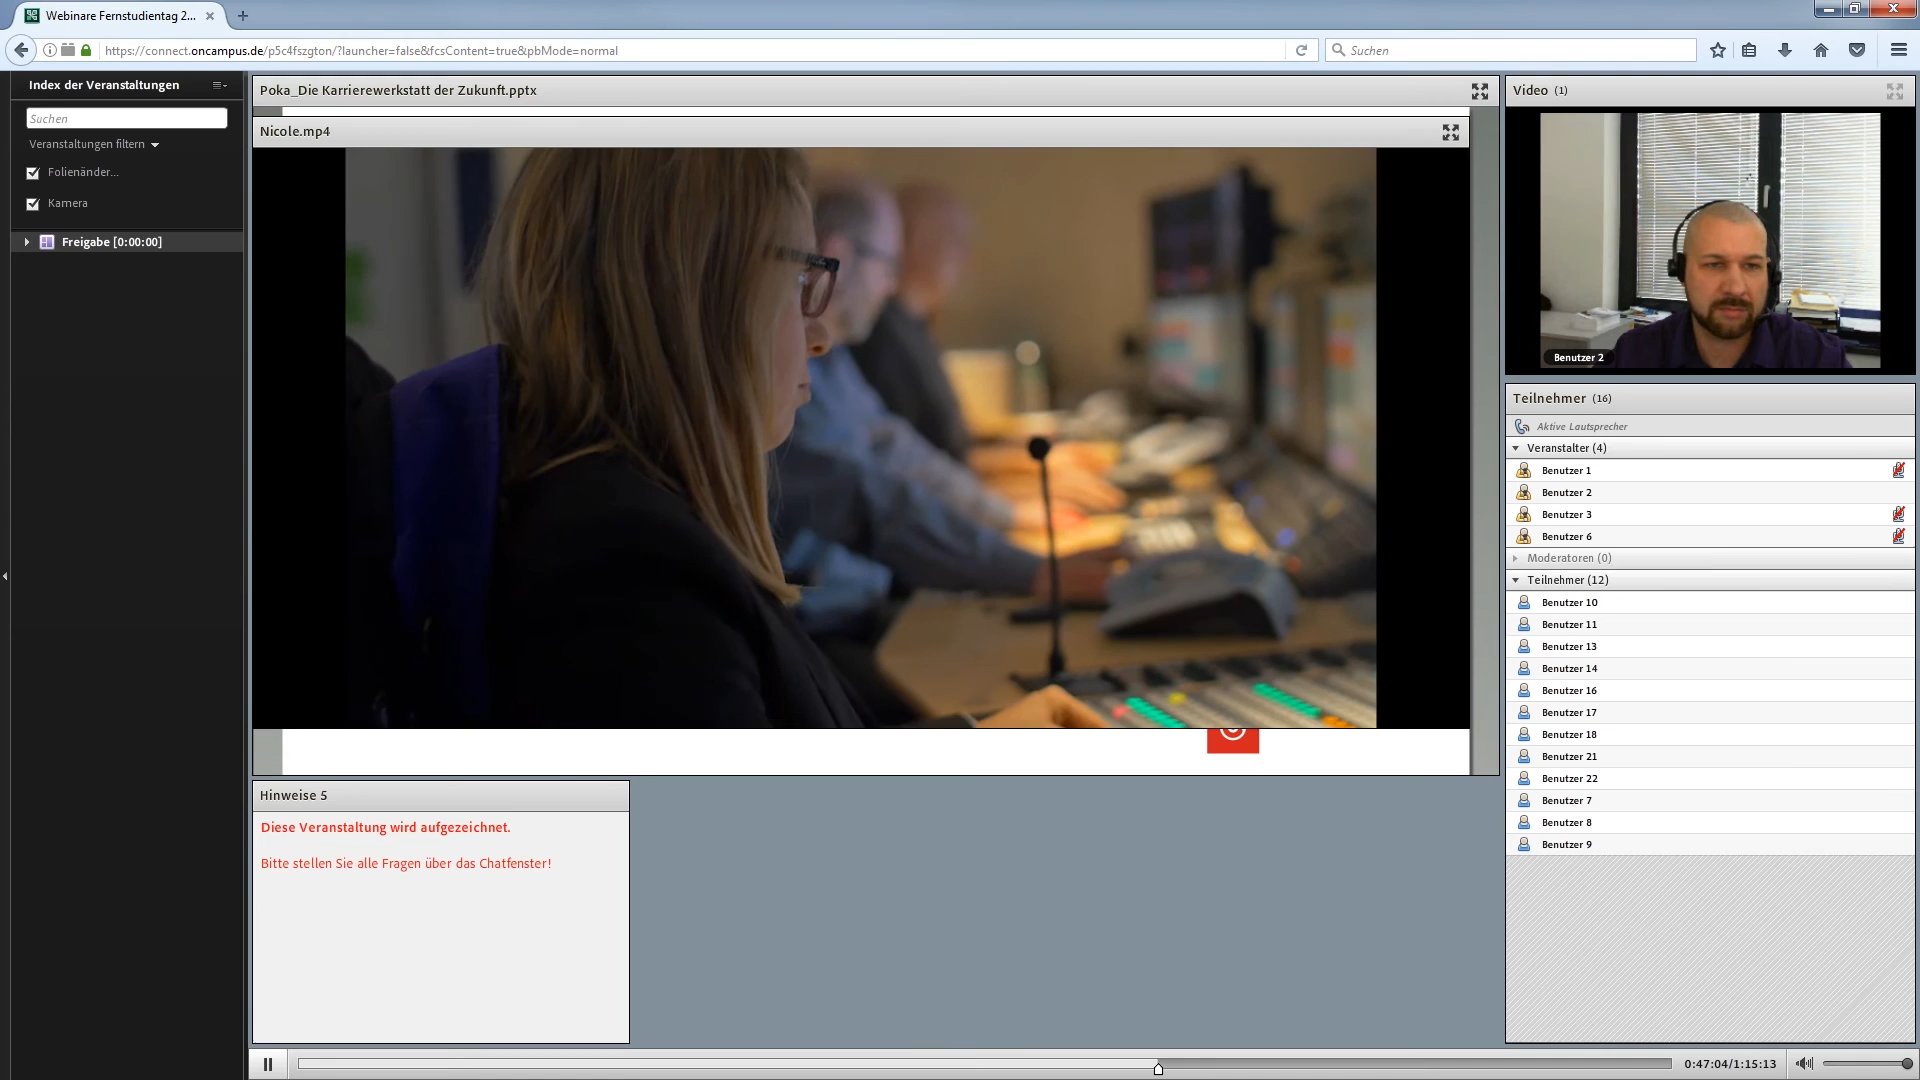 Webinare Fernstudientag 2...
https://connect.oncampus.de/p5c4fszgton/?launcher=false&fcsContent=true&pbMode=normal
Suchen
Index der Veranstaltungen
Suchen
Veranstaltungen filtern
Folienänder...
Kamera
Freigabe [0:00:00]
Poka_Die Karrierewerkstatt der Zukunft.pptx
Nicole.mp4
Hinweise 5
Diese Veranstaltung wird aufgezeichnet.
Bitte stellen Sie alle Fragen über das Chatfenster!
Video (1)
Benutzer 2
Teilnehmer (16)
Aktive Lautsprecher
Veranstalter (4)
Benutzer 1
Benutzer 2
Benutzer 3
Benutzer 6
Moderatoren (0)
Teilnehmer (12)
Benutzer 10
Benutzer 11
Benutzer 13
Benutzer 14
Benutzer 16
Benutzer 17
Benutzer 18
Benutzer 21
Benutzer 22
Benutzer 7
Benutzer 8
Benutzer 9
0:47:04/1:15:13